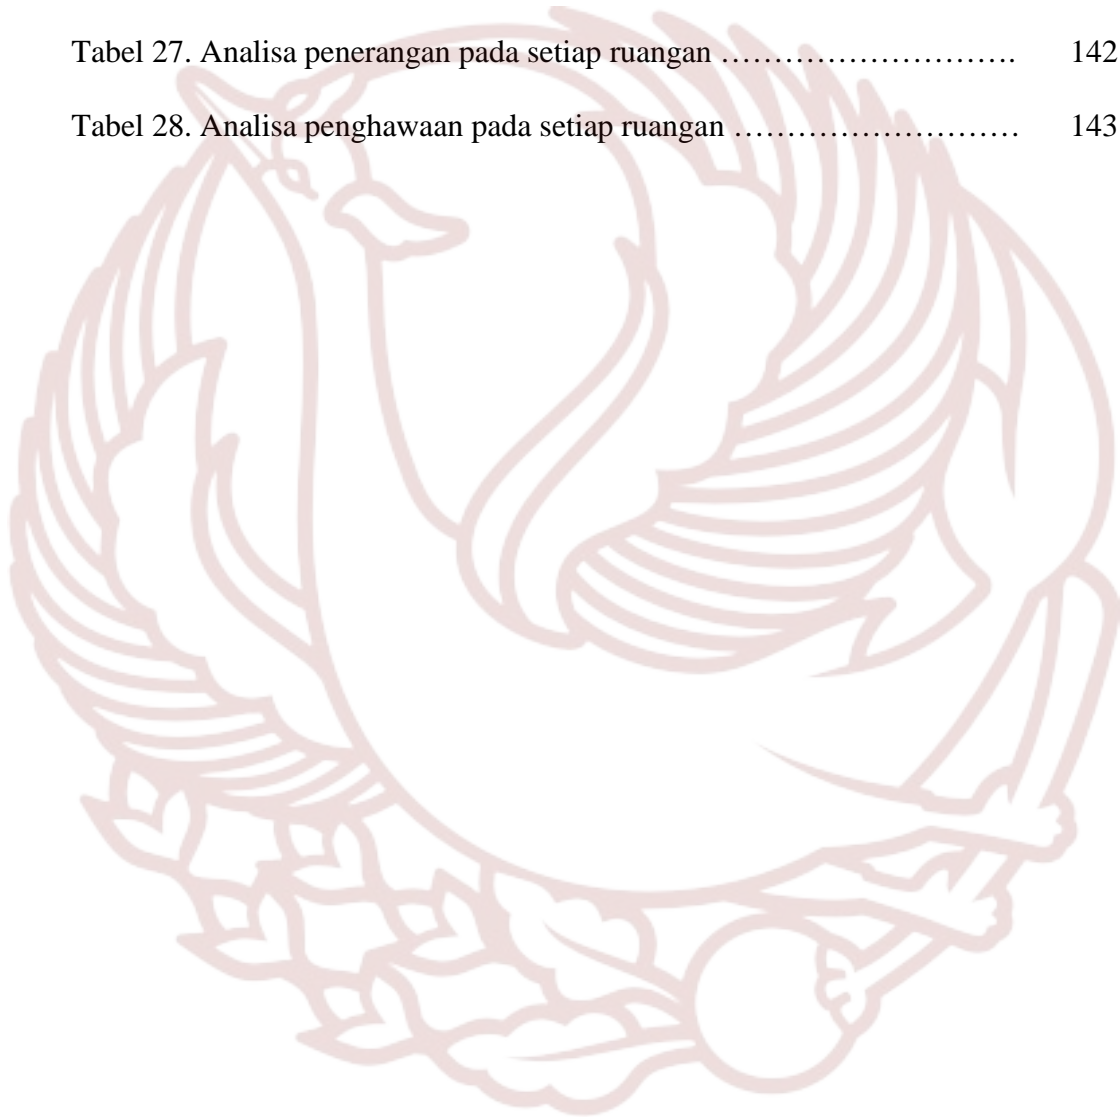 Tabel 27. Analisa penerangan pada setiap ruangan ………………………. 142
Tabel 28. Analisa penghawaan pada setiap ruangan ……………………… 143